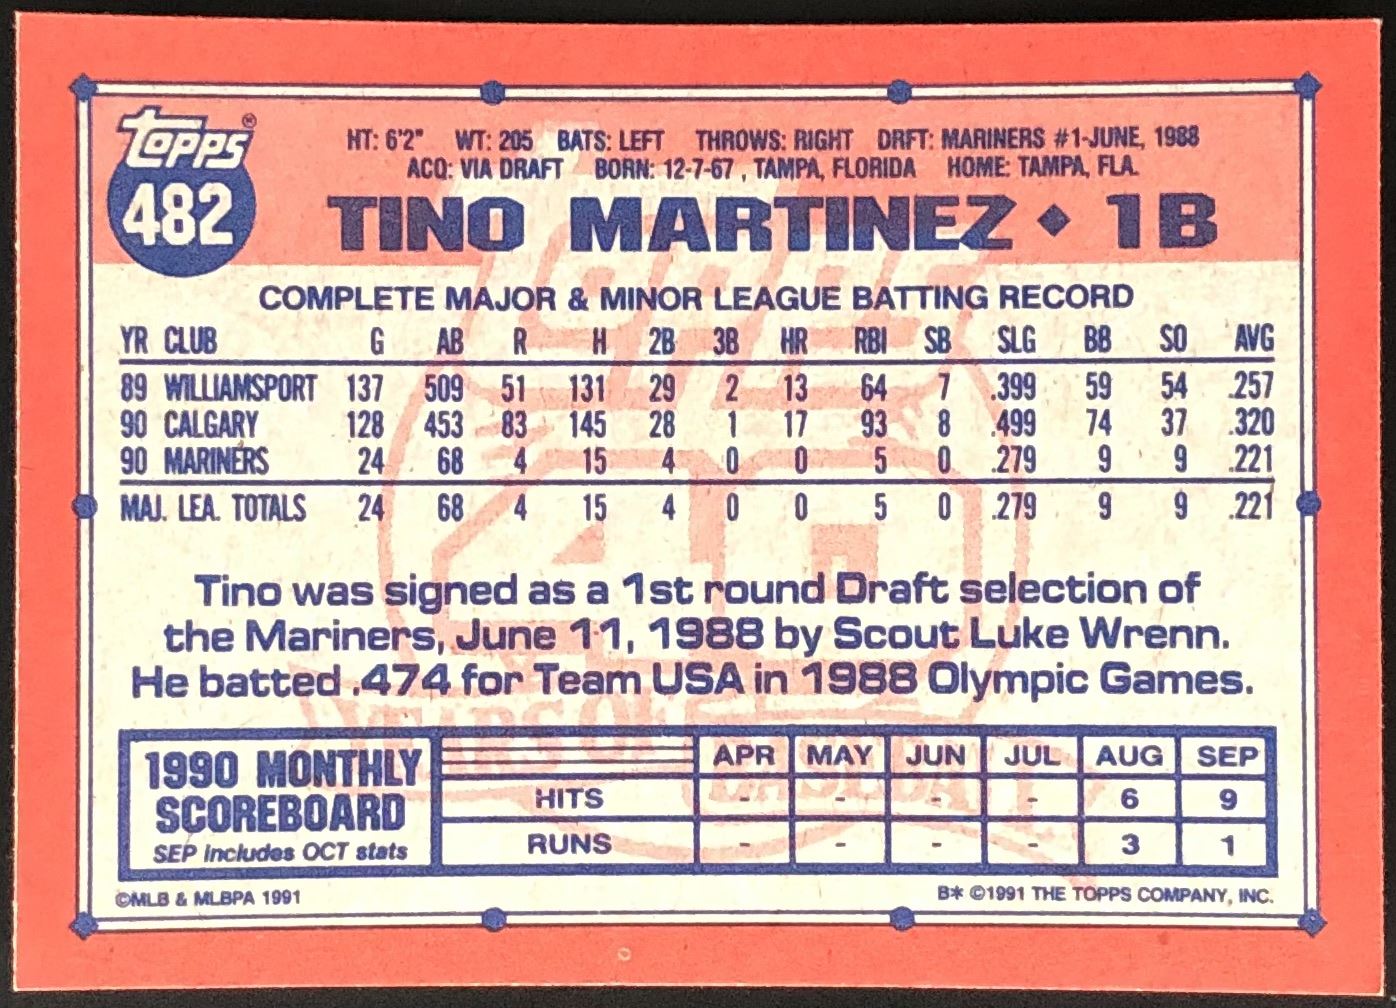 topps®
482
HT: 6'2" WT: 205 BATS: LEFT THROWS: RIGHT DRFT: MARINERS #1-JUNE, 1988
ACQ: VIA DRAFT BORN: 12-7-67 , TAMPA, FLORIDA HOME: TAMPA, FLA.
TINO MARTINEZ ◆ 1B
COMPLETE MAJOR & MINOR LEAGUE BATTING RECORD
YR CLUB G AB R H 2B 3B HR RBI SB SLG BB SO AVG
89 WILLIAMSPORT 137 509 51 131 29 2 13 64 7 .399 59 54 .257
90 CALGARY 128 453 83 145 28 1 17 93 8 .499 74 37 .320
90 MARINERS 24 68 4 15 4 0 0 5 0 .279 9 9 .221
MAJ. LEA. TOTALS 24 68 4 15 4 0 0 5 0 .279 9 9 .221
Tino was signed as a 1st round Draft selection of
the Mariners, June 11, 1988 by Scout Luke Wrenn.
He batted .474 for Team USA in 1988 Olympic Games.
topps
40
YEARS OF BASEBALL
1990 MONTHLY
SCOREBOARD
SEP includes OCT stats
APR MAY JUN JUL AUG SEP
HITS - - - - 6 9
RUNS - - - - 3 1
©MLB & MLBPA 1991
B* ©1991 THE TOPPS COMPANY, INC.